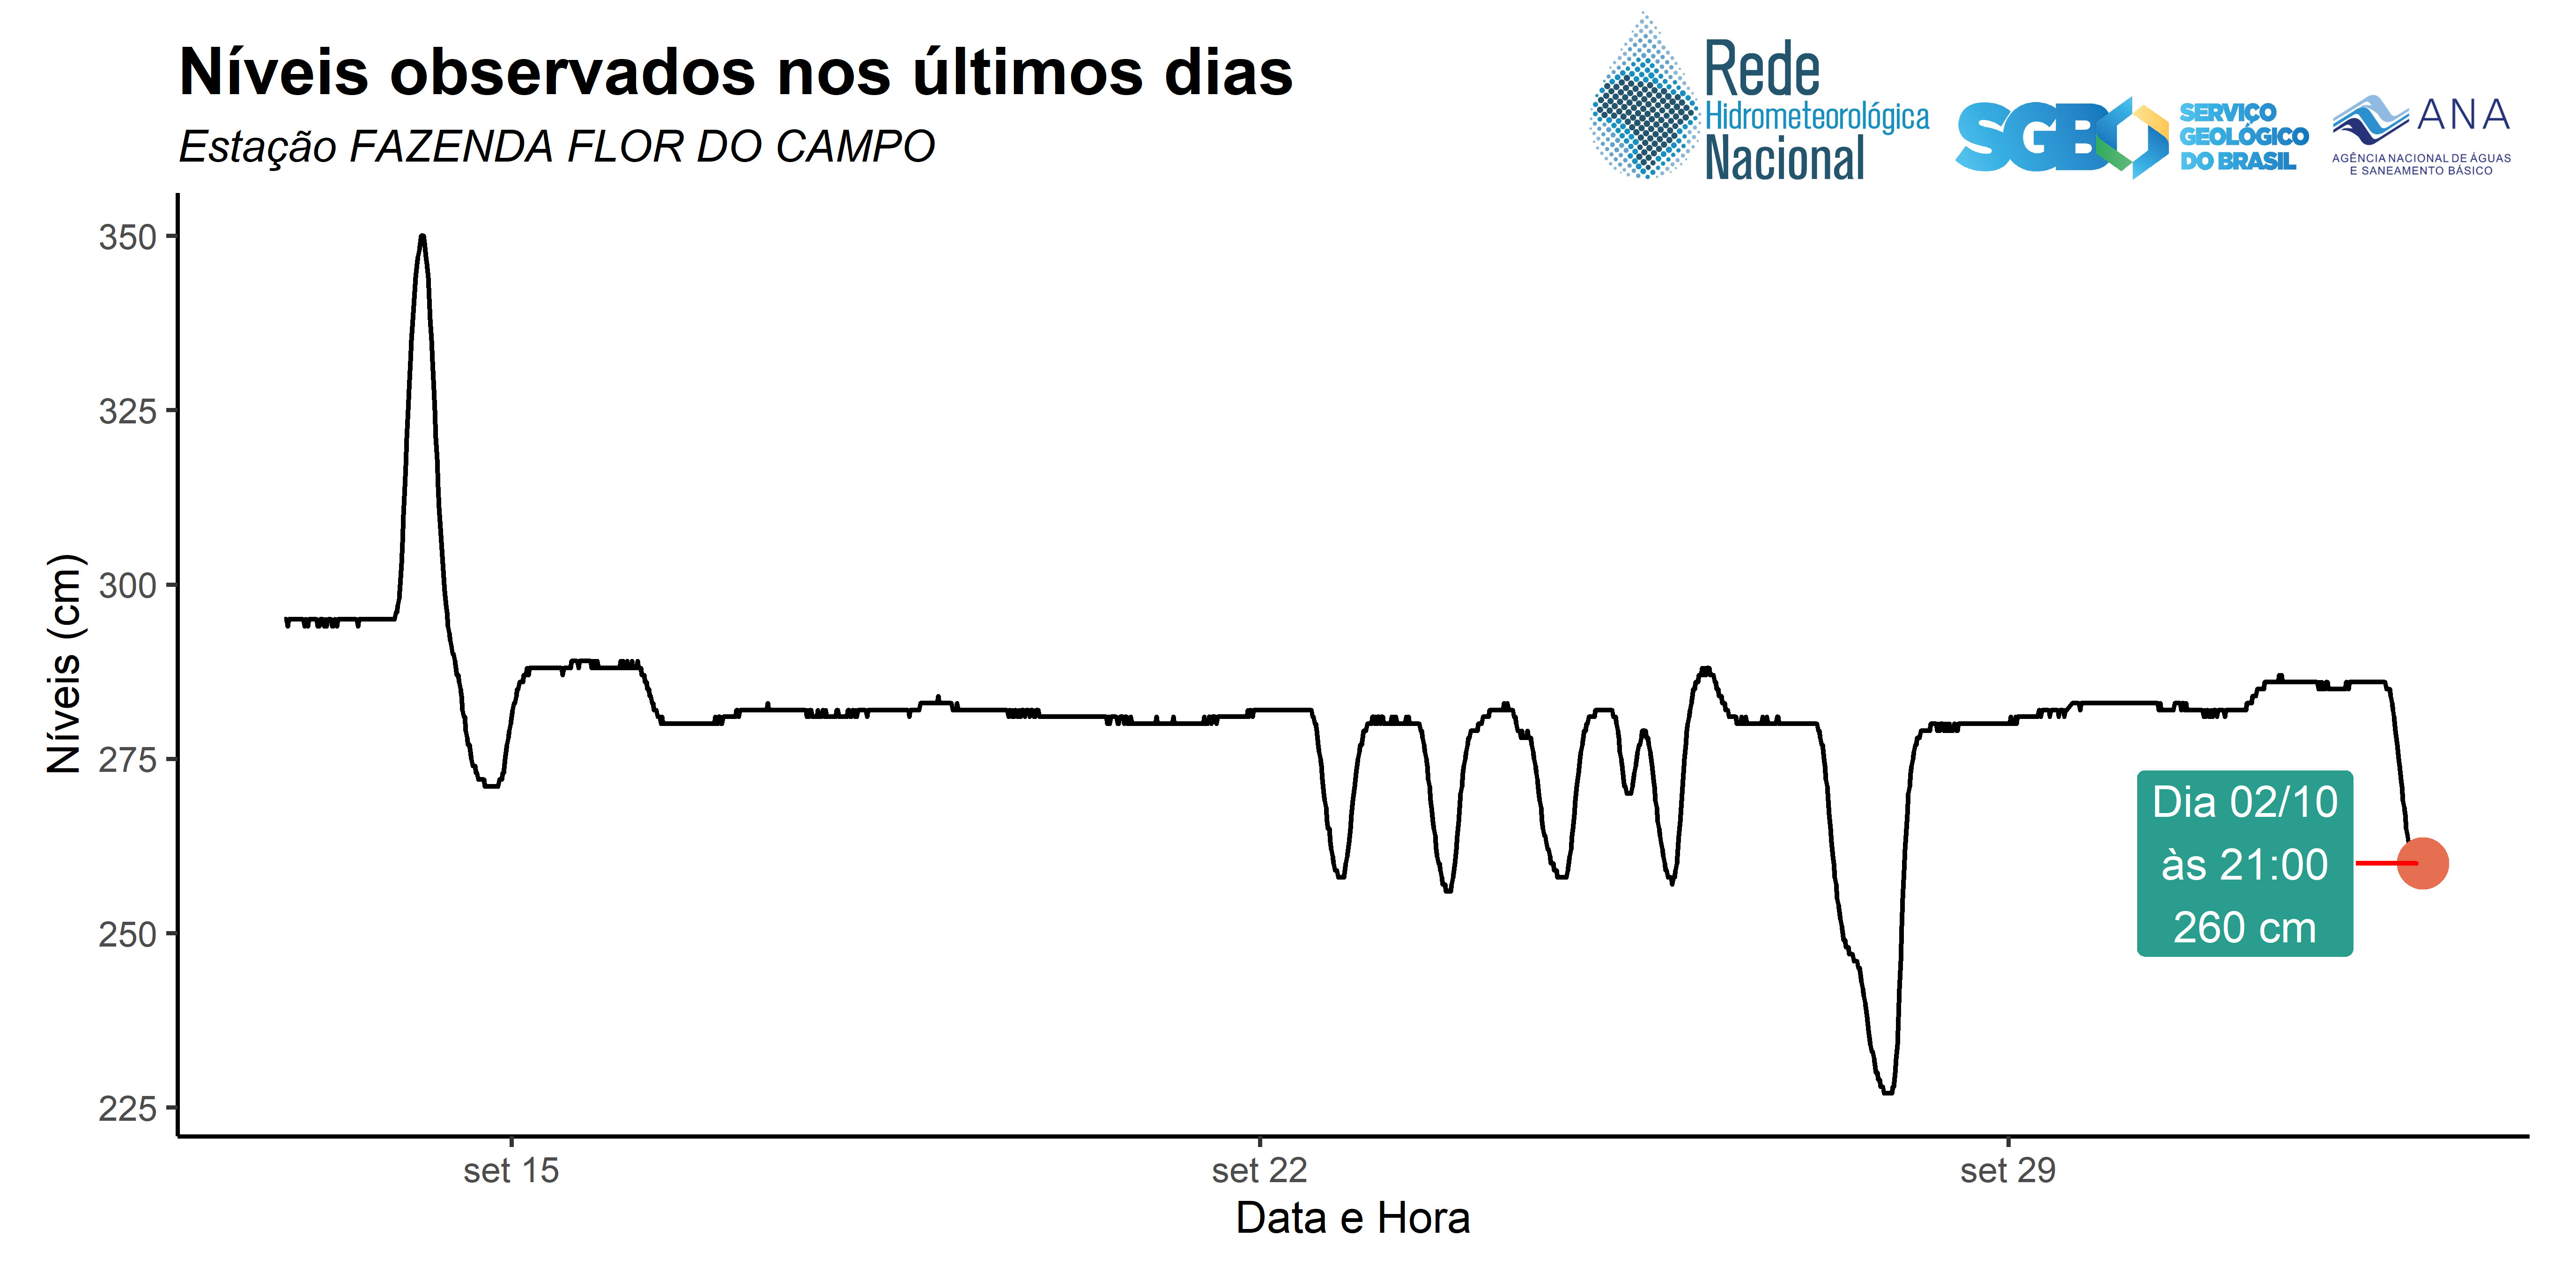 Níveis observados nos últimos dias
Estação FAZENDA FLOR DO CAMPO
Rede
Hidrometeorológica
Nacional
SGB
SERVIÇO
GEOLÓGICO
DO BRASIL
ANA
AGÊNCIA NACIONAL DE ÁGUAS
E SANEAMENTO BÁSICO
Níveis (cm)
350
325
300
275
250
225
Dia 02/10
às 21:00
260 cm
set 15
set 22
set 29
Data e Hora